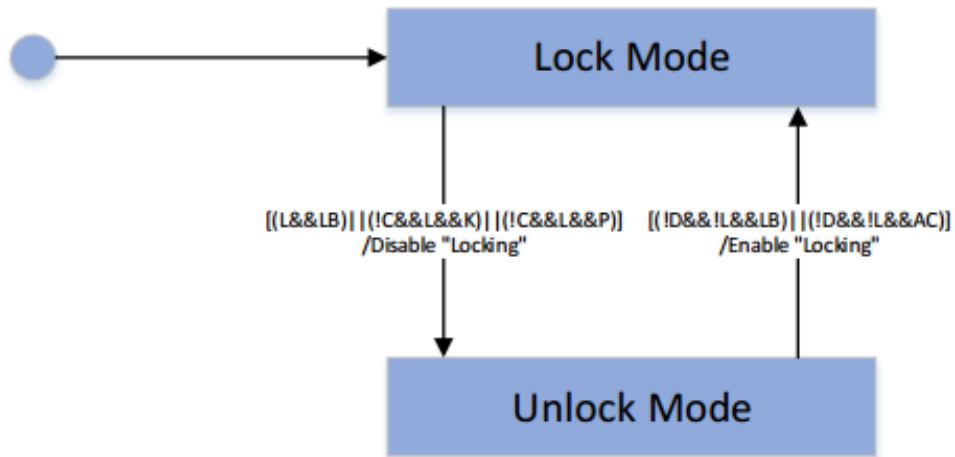 Lock Mode
[(L&&LB)||(!C&&L&&K)||(!C&&L&&P)]
/Disable "Locking"
[(!D&&!L&&LB)||(!D&&!L&&AC)]
/Enable "Locking"
Unlock Mode